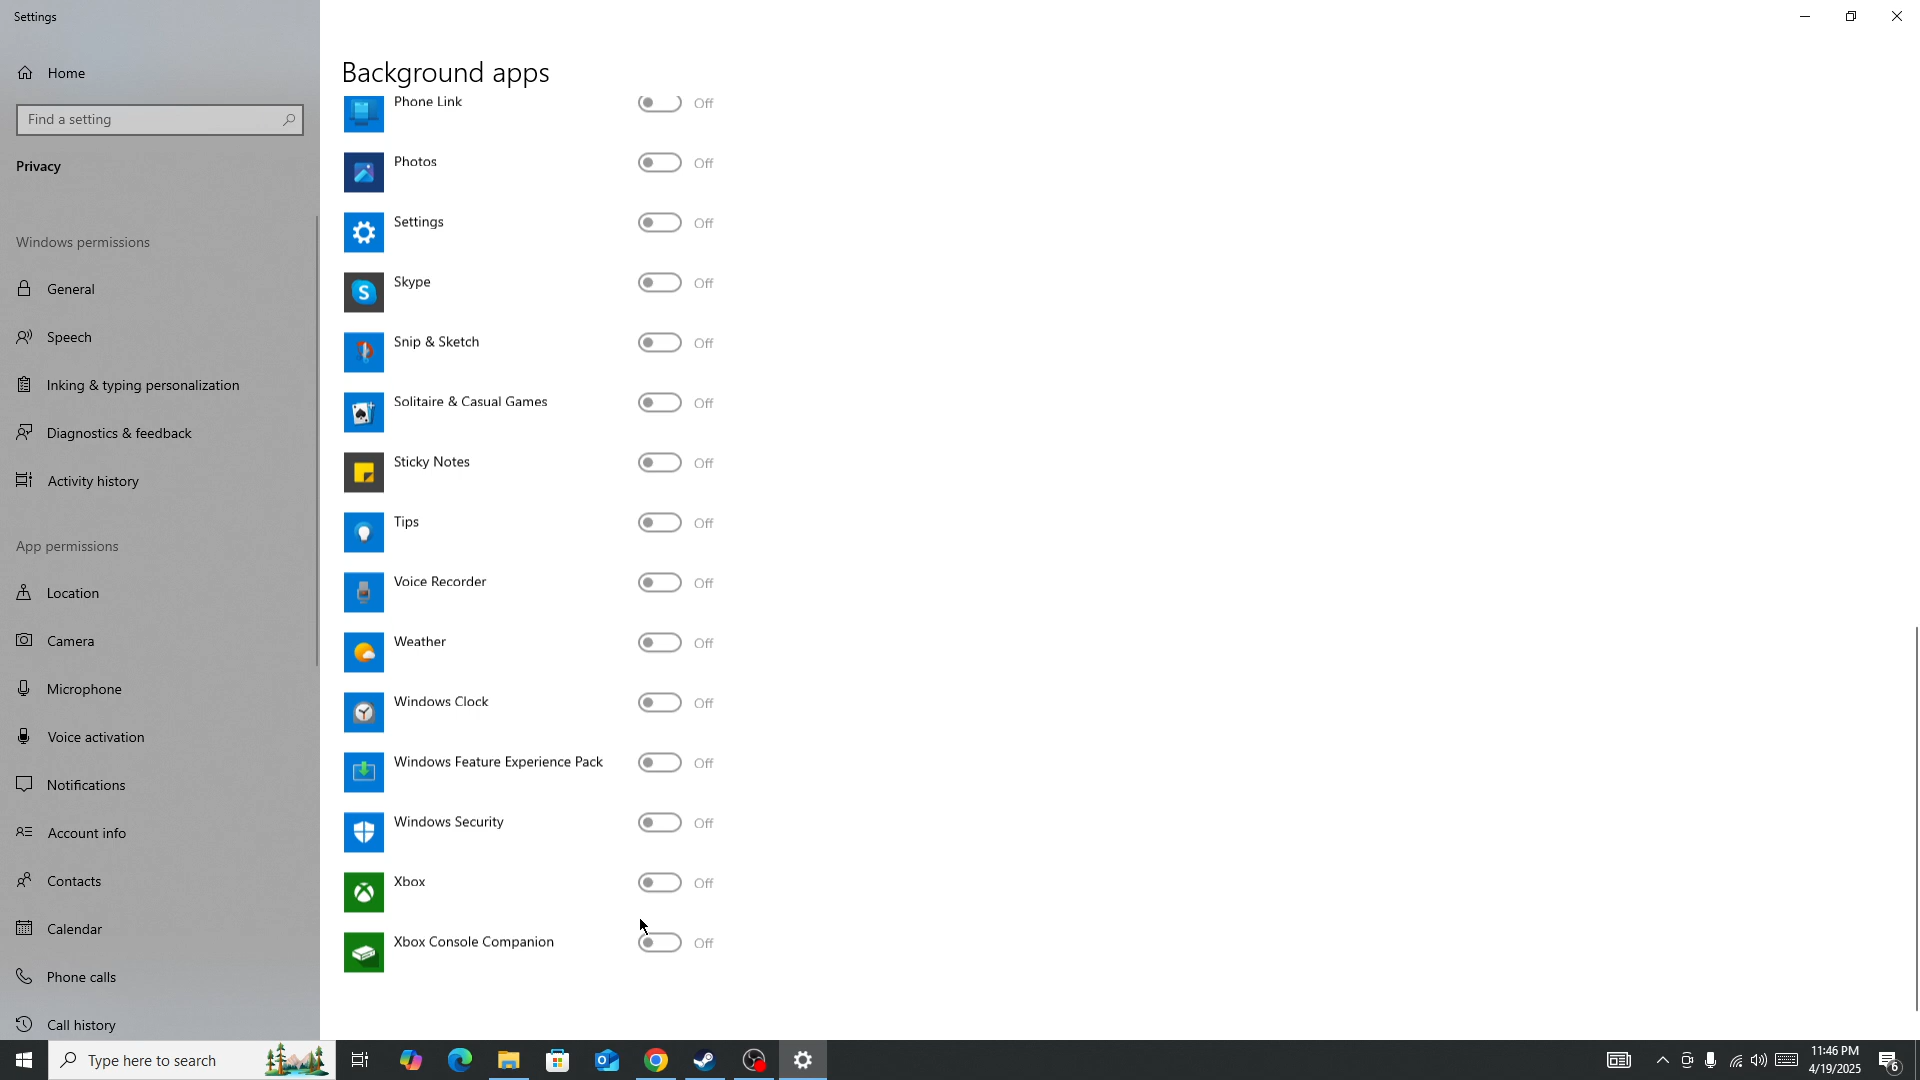 Settings
Home
Find a setting
Privacy
Windows permissions
General
Speech
Inking & typing personalization
Diagnostics & feedback
Activity history
App permissions
Location
Camera
Microphone
Voice activation
Notifications
Account info
Contacts
Calendar
Phone calls
Call history
Background apps
Phone Link Off
Photos Off
Settings Off
Skype Off
Snip & Sketch Off
Solitaire & Casual Games Off
Sticky Notes Off
Tips Off
Voice Recorder Off
Weather Off
Windows Clock Off
Windows Feature Experience Pack Off
Windows Security Off
Xbox Off
Xbox Console Companion Off
Type here to search
11:46 PM
4/19/2025
6